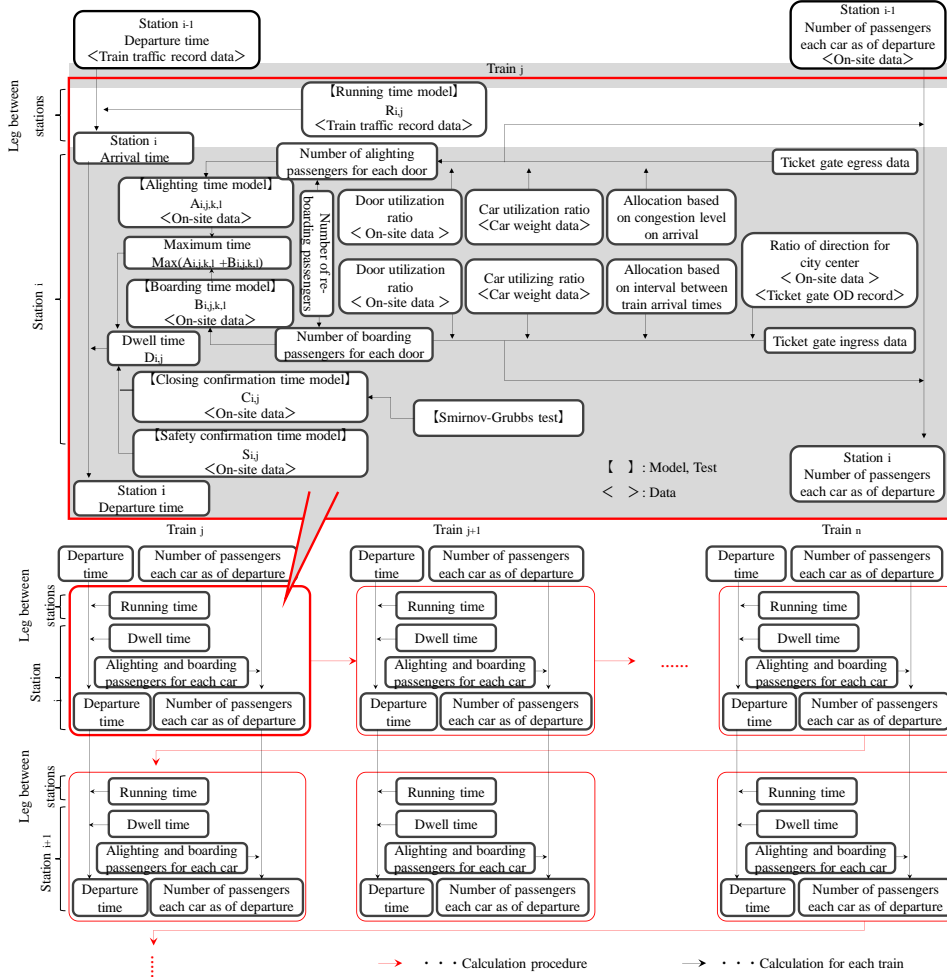 Station i-1
Departure time
<Train traffic record data>
Station i-1
Number of passengers
each car as of departure
<On-site data>
Train j
Leg between
stations
【Running time model】
Ri,j
<Train traffic record data>
Station i
Arrival time
Number of alighting
passengers for each door
Ticket gate egress data
Station i
【Alighting time model】
Ai,j,k,l
<On-site data>
Number of re-
boarding passengers
Door utilization
ratio
< On-site data >
Car utilization ratio
<Car weight data>
Allocation based
on congestion level
on arrival
Maximum time
Max(Ai,j,k,l +Bi,j,k,l)
Ratio of direction for
city center
< On-site data >
<Ticket gate OD record>
【Boarding time model】
Bi,j,k,l
<On-site data>
Door utilization
ratio
< On-site data >
Car utilizing ratio
<Car weight data>
Allocation based on
interval between
train arrival times
Dwell time
Di,j
Number of boarding
passengers for each door
Ticket gate ingress data
【Closing confirmation time model】
Ci,j
<On-site data>
【Smirnov-Grubbs test】
【Safety confirmation time model】
Si,j
<On-site data>
【 】: Model, Test
< >: Data
Station i
Number of passengers
each car as of departure
Station i
Departure time
Train j
Train j+1
Train n
Departure
time
Number of passengers
each car as of departure
Departure
time
Number of passengers
each car as of departure
Departure
time
Number of passengers
each car as of departure
Leg between
stations
Station i
Running time
Dwell time
Alighting and boarding
passengers for each car
Departure
time
Number of passengers
each car as of departure
Running time
Dwell time
Alighting and boarding
passengers for each car
Departure
time
Number of passengers
each car as of departure
......
Running time
Dwell time
Alighting and boarding
passengers for each car
Departure
time
Number of passengers
each car as of departure
Leg between
stations
Station i+1
Running time
Dwell time
Alighting and boarding
passengers for each car
Departure
time
Number of passengers
each car as of departure
Running time
Dwell time
Alighting and boarding
passengers for each car
Departure
time
Number of passengers
each car as of departure
Running time
Dwell time
Alighting and boarding
passengers for each car
Departure
time
Number of passengers
each car as of departure
・・・Calculation procedure
・・・Calculation for each train